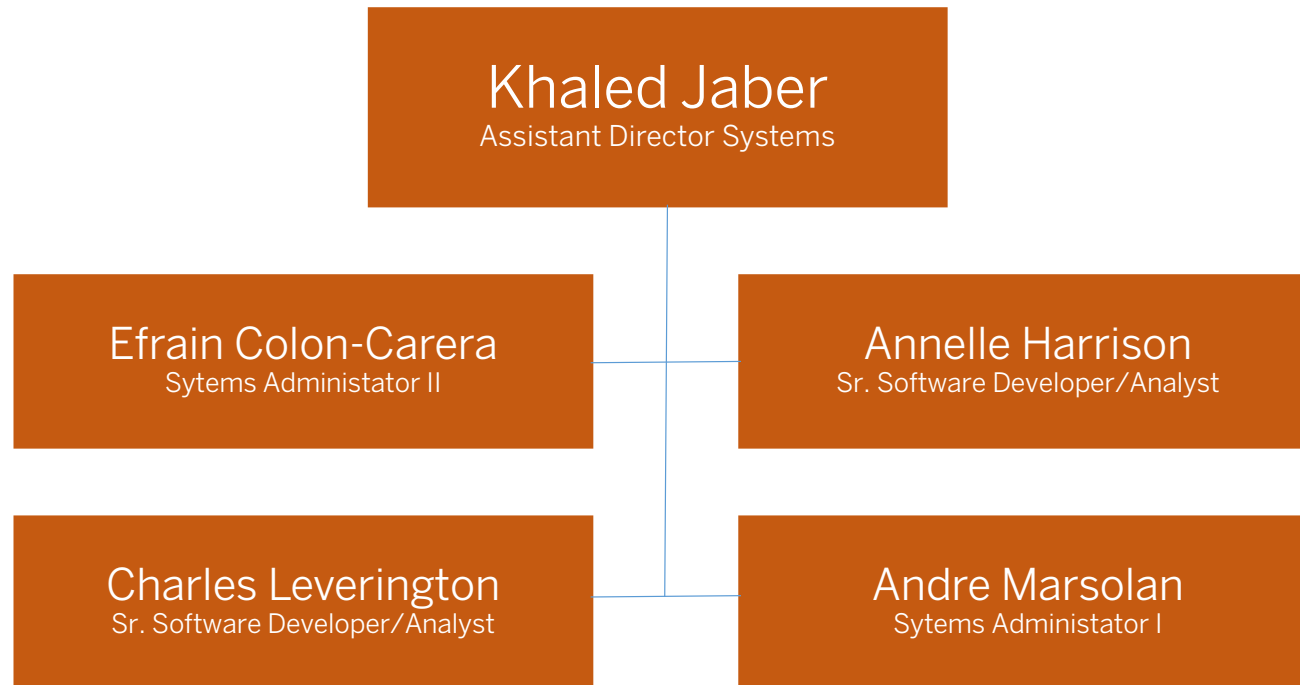 Khaled Jaber
Assistant Director Systems
Efrain Colon-Carera
Sytems Administator II
Annelle Harrison
Sr. Software Developer/Analyst
Charles Leverington
Sr. Software Developer/Analyst
Andre Marsolan
Sytems Administator I